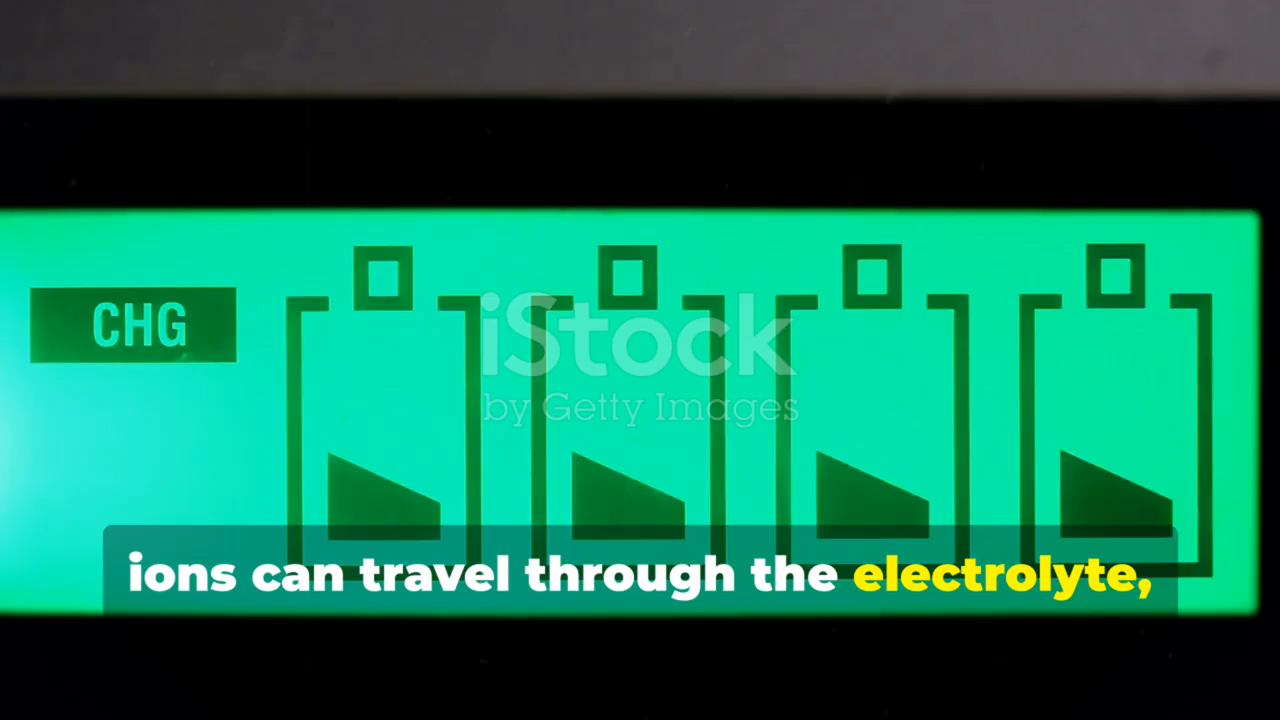 CHG
iStock
by Getty Images
ions can travel through the electrolyte,